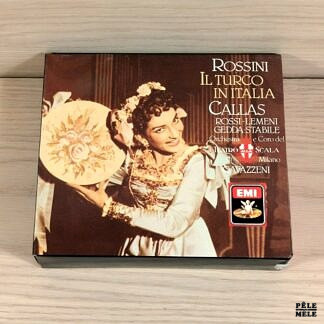 ROSSINI
IL TURCO
IN ITALIA
CALLAS
ROSSI-LEMENI
GEDDA·STABILE
Orchestra e Coro del
TEATRO SCALA
Milano
GAVAZZENI
EMI
PÊLE
MÊLE